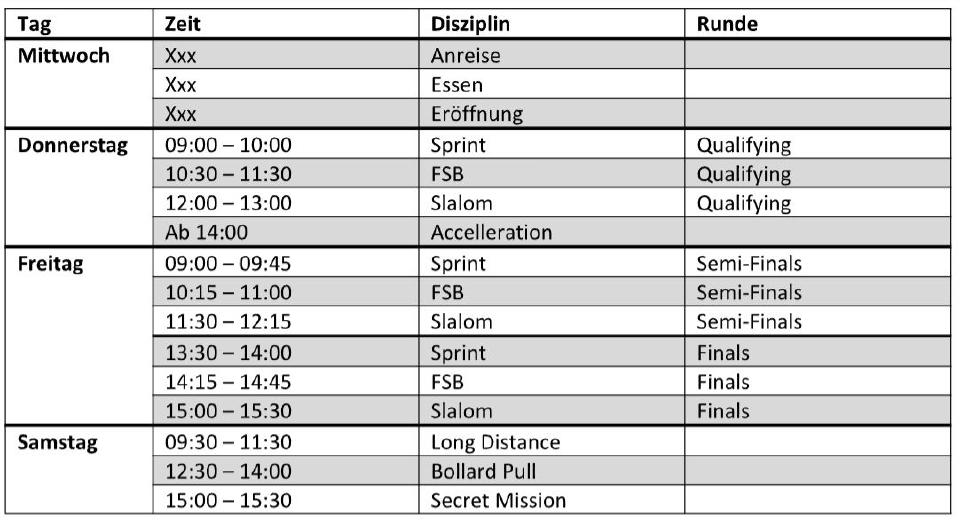 Tag Zeit Disziplin Runde
Mittwoch Xxx Anreise
Xxx Essen
Xxx Eröffnung
Donnerstag 09:00 – 10:00 Sprint Qualifying
10:30 – 11:30 FSB Qualifying
12:00 – 13:00 Slalom Qualifying
Ab 14:00 Accelleration
Freitag 09:00 – 09:45 Sprint Semi-Finals
10:15 – 11:00 FSB Semi-Finals
11:30 – 12:15 Slalom Semi-Finals
13:30 – 14:00 Sprint Finals
14:15 – 14:45 FSB Finals
15:00 – 15:30 Slalom Finals
Samstag 09:30 – 11:30 Long Distance
12:30 – 14:00 Bollard Pull
15:00 – 15:30 Secret Mission